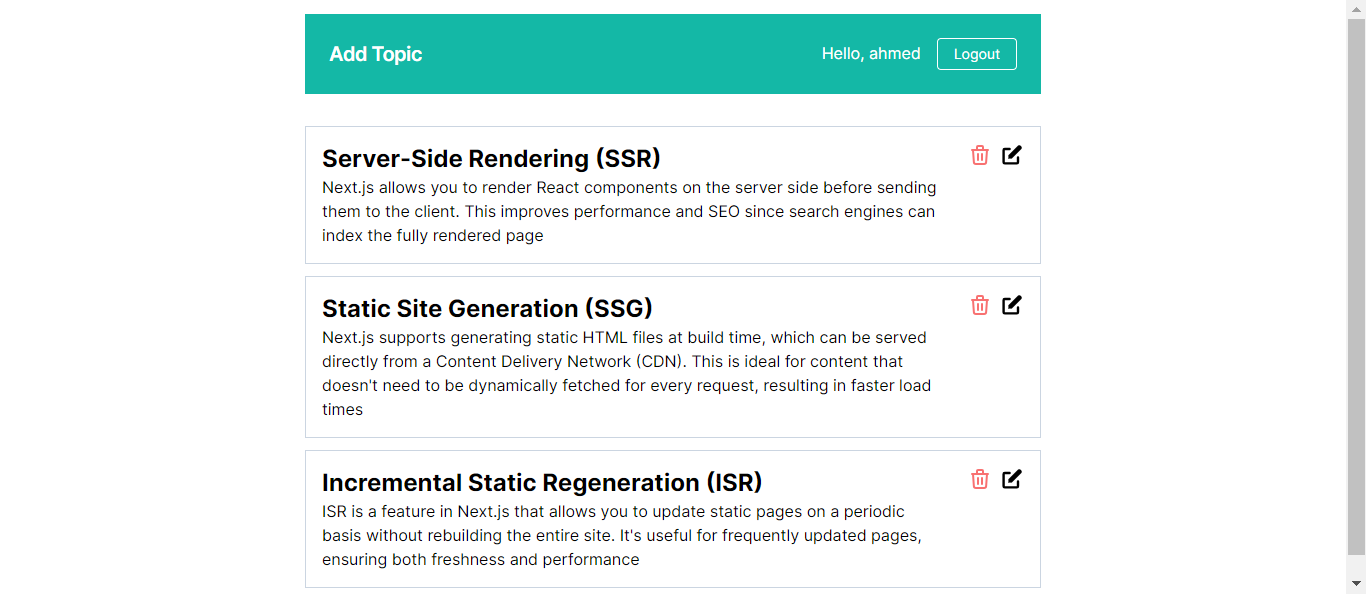 Add Topic
Hello, ahmed
Logout
Server-Side Rendering (SSR)
Next.js allows you to render React components on the server side before sending
them to the client. This improves performance and SEO since search engines can
index the fully rendered page
Static Site Generation (SSG)
Next.js supports generating static HTML files at build time, which can be served
directly from a Content Delivery Network (CDN). This is ideal for content that
doesn't need to be dynamically fetched for every request, resulting in faster load
times
Incremental Static Regeneration (ISR)
ISR is a feature in Next.js that allows you to update static pages on a periodic
basis without rebuilding the entire site. It's useful for frequently updated pages,
ensuring both freshness and performance